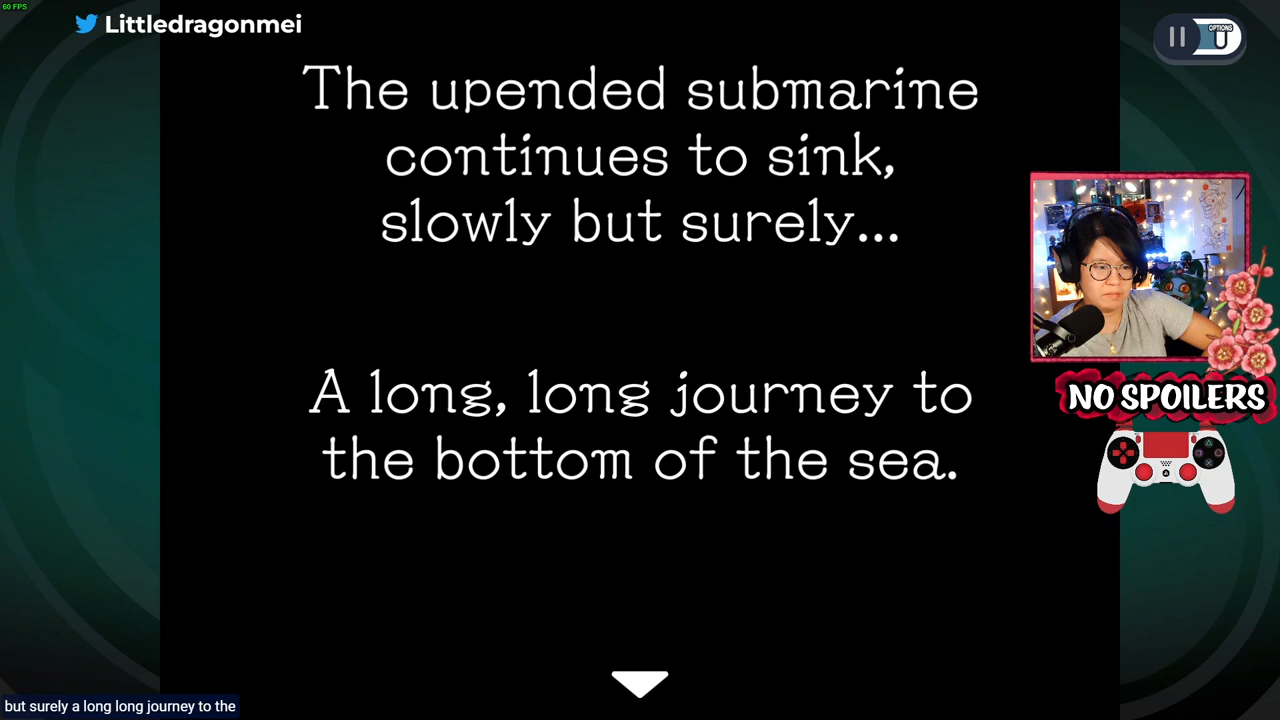 60 FPS
Littledragonmei
OPTIONS
The upended submarine
continues to sink,
slowly but surely...
A long, long journey to
the bottom of the sea.
NO SPOILERS
but surely a long long journey to the